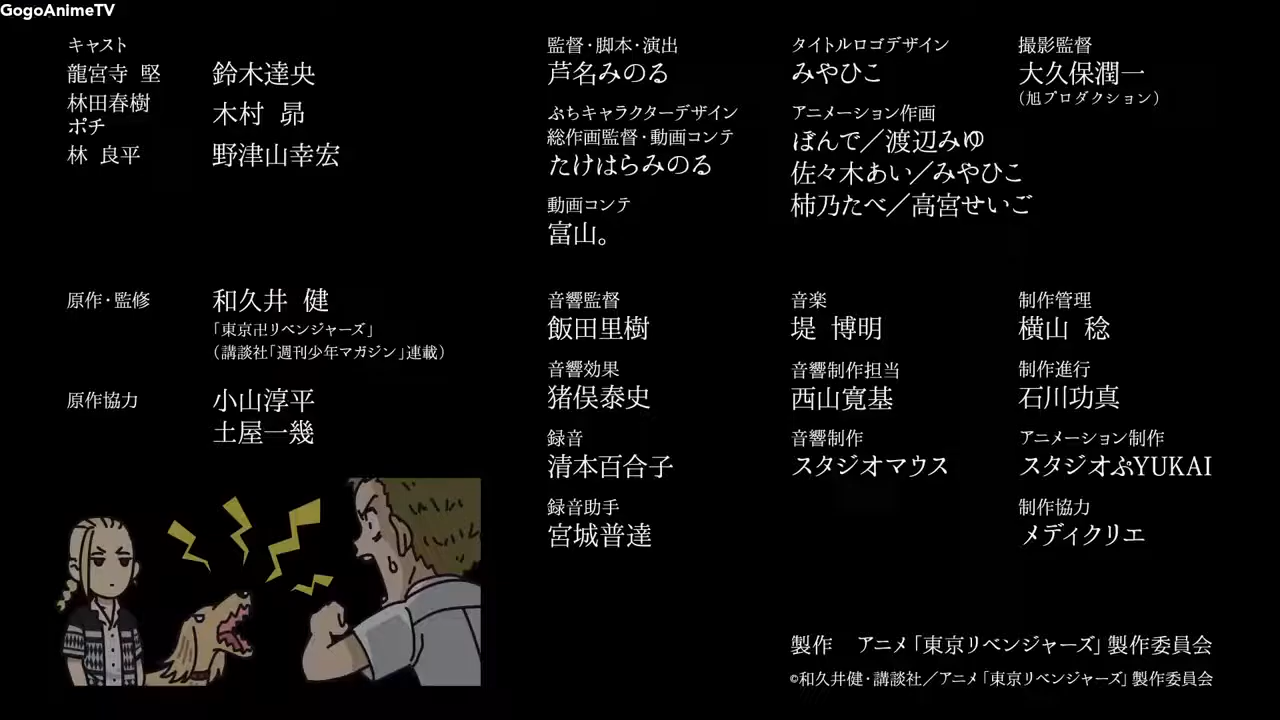 GogoAnimeTV
キャスト
龍宮寺 堅 鈴木達央
林田春樹
ポチ 木村 昴
林 良平 野津山幸宏
原作・監修 和久井 健
「東京卍リベンジャーズ」
（講談社「週刊少年マガジン」連載）
原作協力 小山淳平
土屋一幾
監督・脚本・演出
芦名みのる
ぷちキャラクターデザイン
総作画監督・動画コンテ
たけはらみのる
動画コンテ
富山。
タイトルロゴデザイン
みやひこ
アニメーション作画
ぼんで／渡辺みゆ
佐々木あい／みやひこ
柿乃たべ／高宮せいご
撮影監督
大久保潤一
（旭プロダクション）
音響監督
飯田里樹
音響効果
猪俣泰史
録音
清本百合子
録音助手
宮城普達
音楽
堤 博明
音響制作担当
西山寛基
音響制作
スタジオマウス
制作管理
横山 稔
制作進行
石川功真
アニメーション制作
スタジオぷYUKAI
制作協力
メディクリエ
製作 アニメ「東京リベンジャーズ」製作委員会
©和久井健・講談社／アニメ「東京リベンジャーズ」製作委員会